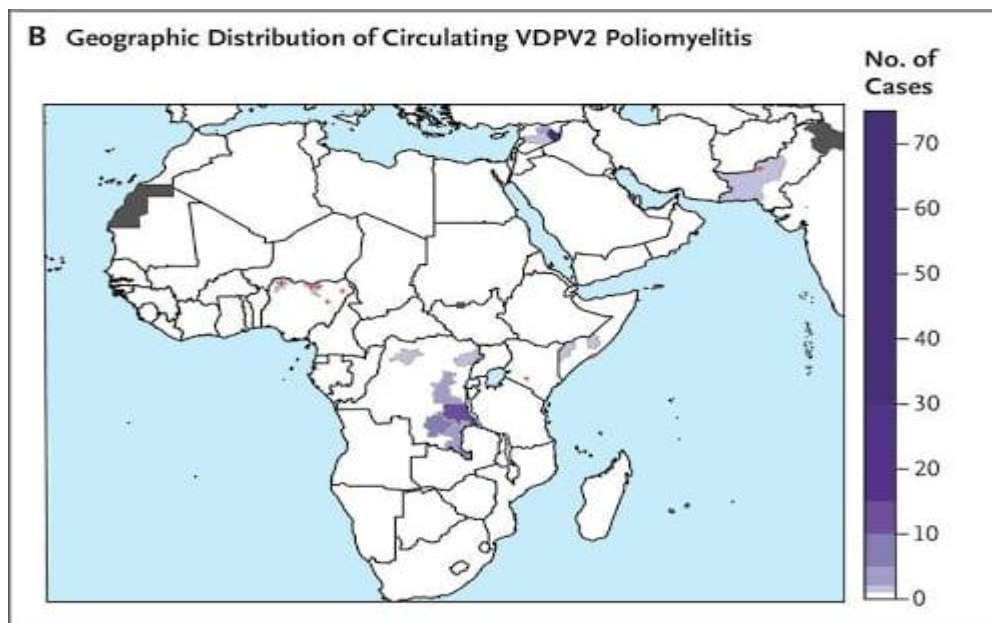 B Geographic Distribution of Circulating VDPV2 Poliomyelitis
No. of
Cases
70
60
50
40
30
20
10
0